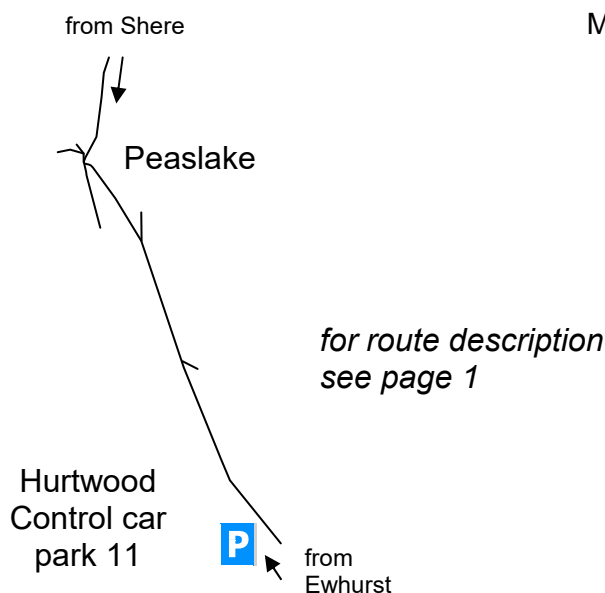 from Shere
M
Peaslake
for route description
see page 1
Hurtwood
Control car
park 11
P
from
Ewhurst